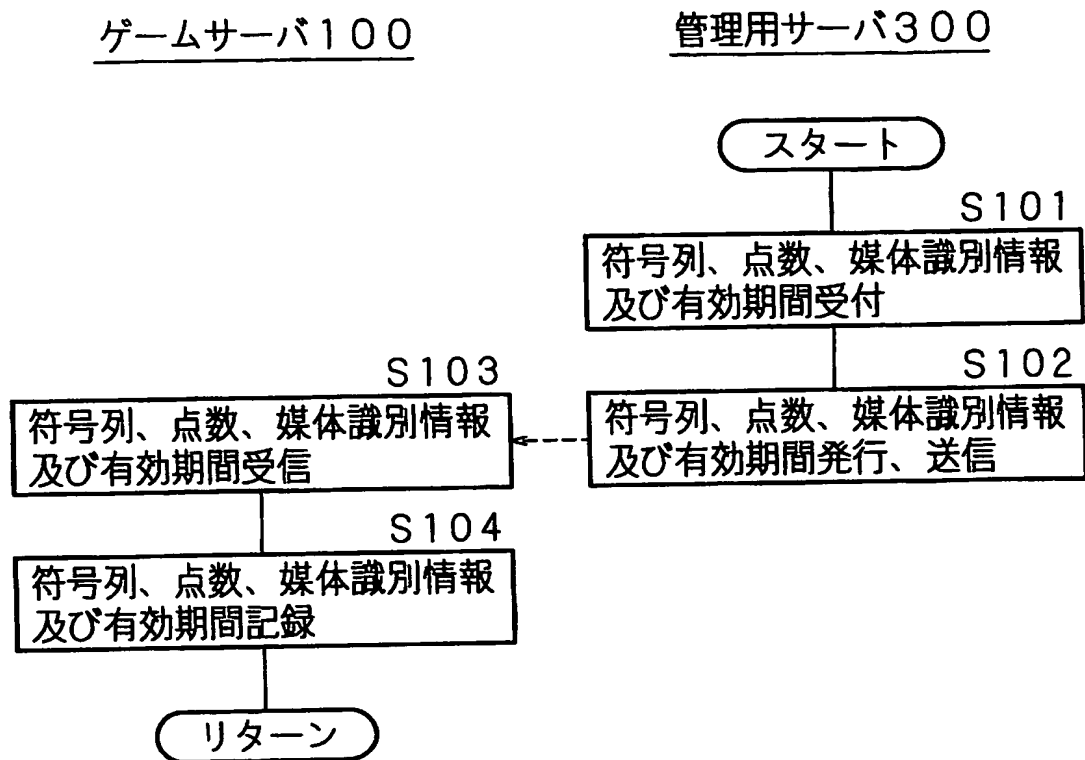 ゲームサーバ100
管理用サーバ300
スタート
S101
符号列、点数、媒体識別情報
及び有効期間受付
S102
符号列、点数、媒体識別情報
及び有効期間発行、送信
S103
符号列、点数、媒体識別情報
及び有効期間受信
S104
符号列、点数、媒体識別情報
及び有効期間記録
リターン